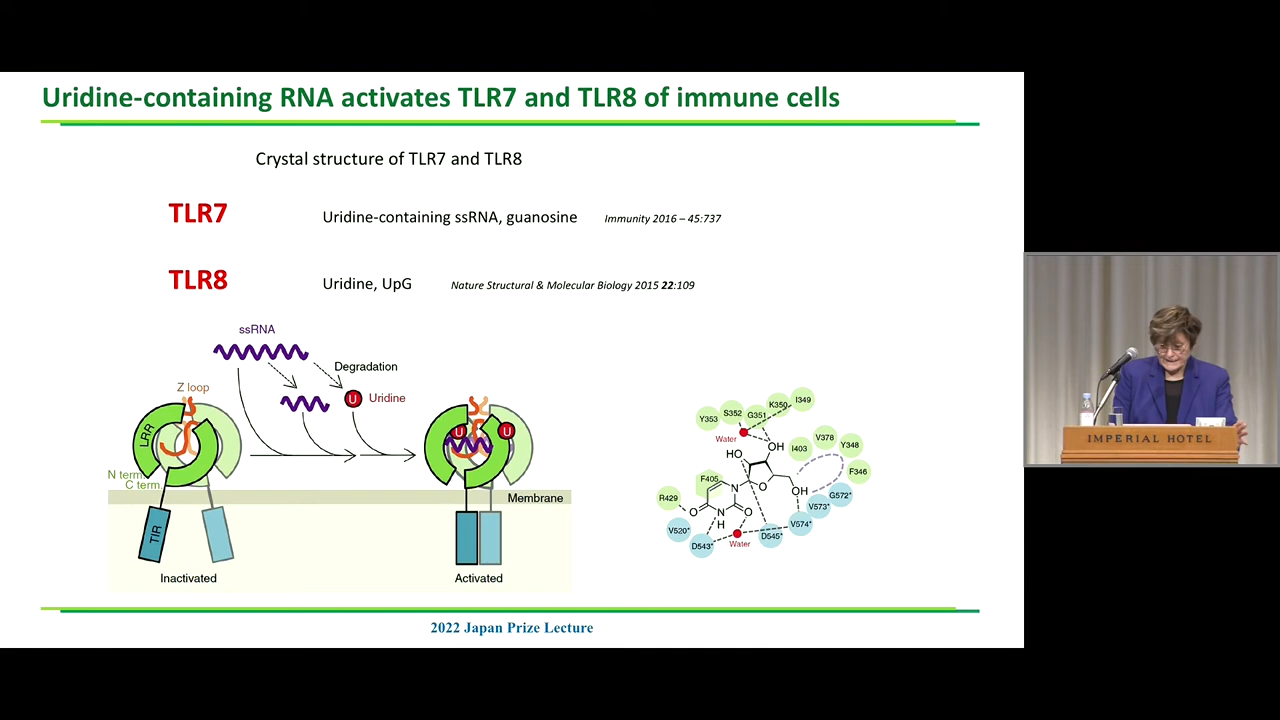 Uridine-containing RNA activates TLR7 and TLR8 of immune cells
Crystal structure of TLR7 and TLR8
TLR7 Uridine-containing ssRNA, guanosine Immunity 2016 – 45:737
TLR8 Uridine, UpG Nature Structural & Molecular Biology 2015 22:109
ssRNA
Degradation
Z loop
U Uridine
LRR
U U
N term.
C term.
Membrane
TIR
Inactivated
Activated
I349
K350
G351
S352
Y353
Water
OH
HO
I403
V378
Y348
F346
F405
N
O
OH
R429
O
NH
O
V573*
G572*
V520*
D543*
Water
D545*
V574*
2022 Japan Prize Lecture
IMPERIAL HOTEL